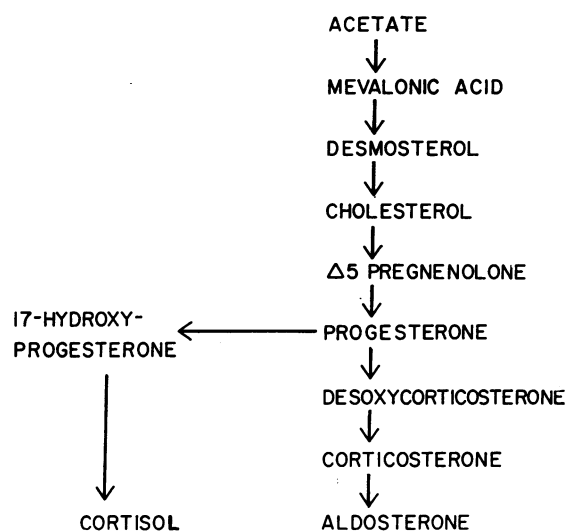 ACETATE
MEVALONIC ACID
DESMOSTEROL
CHOLESTEROL
Δ5 PREGNENOLONE
17-HYDROXY-
PROGESTERONE
PROGESTERONE
DESOXYCORTICOSTERONE
CORTICOSTERONE
CORTISOL
ALDOSTERONE